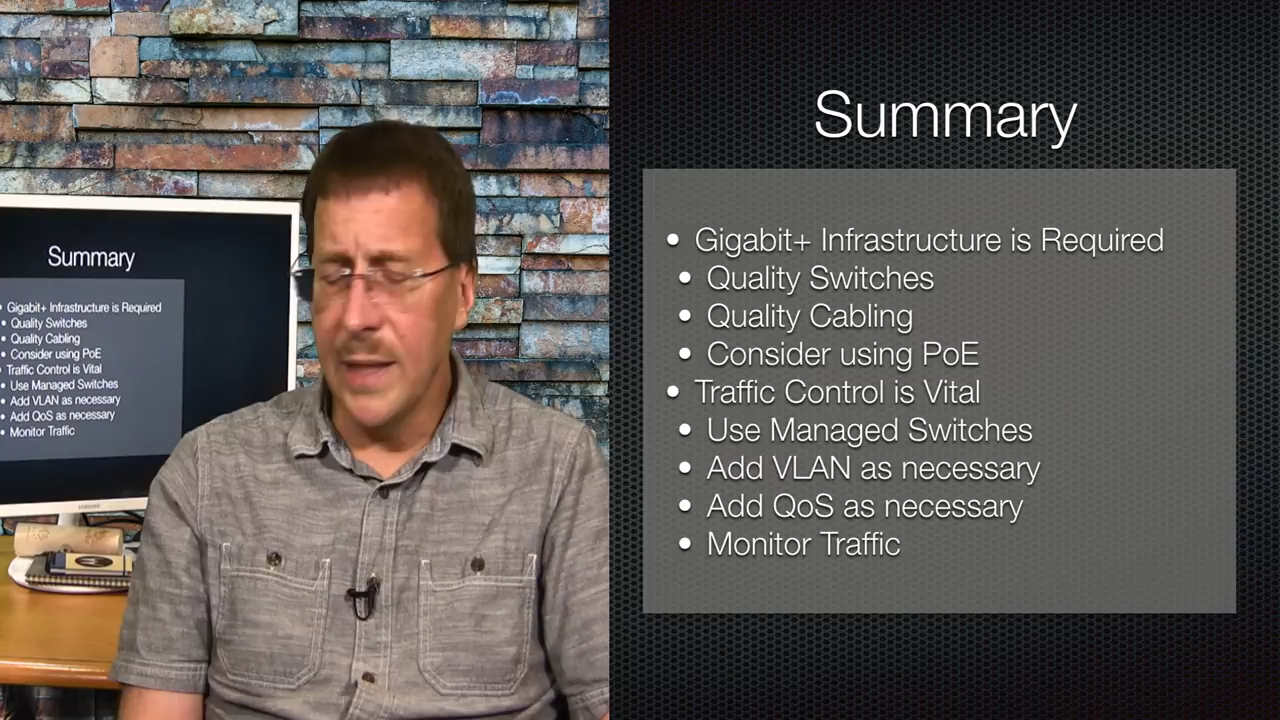 Summary
• Gigabit+ Infrastructure is Required
• Quality Switches
• Quality Cabling
• Consider using PoE
• Traffic Control is Vital
• Use Managed Switches
• Add VLAN as necessary
• Add QoS as necessary
• Monitor Traffic
Summary
• Gigabit+ Infrastructure is Required
• Quality Switches
• Quality Cabling
• Consider using PoE
Traffic Control is Vital
• Use Managed Switches
• Add VLAN as necessary
• Add QoS as necessary
• Monitor Traffic
SAMSUNG